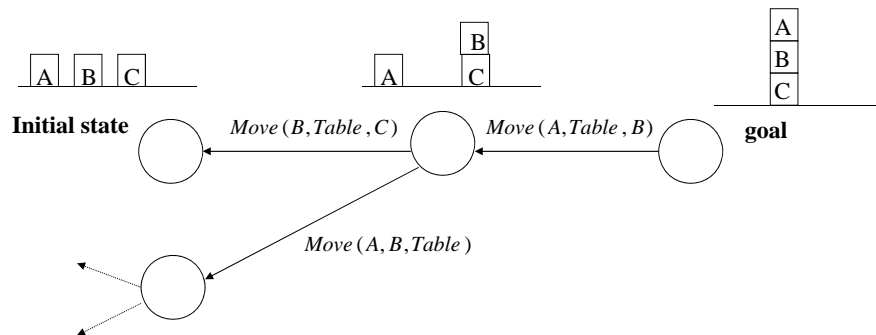 A
B
C
A B C
A
B
C
Initial state
Move(B,Table,C)
Move(A,Table,B)
goal
Move(A,B,Table)